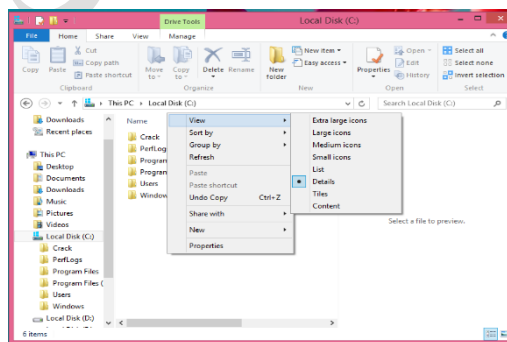 Drive Tools
Local Disk (C:)
File Home Share View Manage
Copy
Paste
Cut
Copy path
Paste shortcut
Clipboard
Move to
Copy to
Delete
Rename
Organize
New folder
New item
Easy access
New
Properties
Open
Edit
History
Open
Select all
Select none
Invert selection
Select
This PC Local Disk (C:)
Search Local Disk (C:)
Downloads
Recent places
This PC
Desktop
Documents
Downloads
Music
Pictures
Videos
Local Disk (C:)
Crack
PerfLogs
Program Files
Program Files (
Users
Windows
Local Disk (D:)
Name
Crack
PerfLog
Program
Program
Users
Window
View
Sort by
Group by
Refresh
Paste
Paste shortcut
Undo Copy Ctrl+Z
Share with
New
Properties
Extra large icons
Large icons
Medium icons
Small icons
List
Details
Tiles
Content
Select a file to preview.
6 items